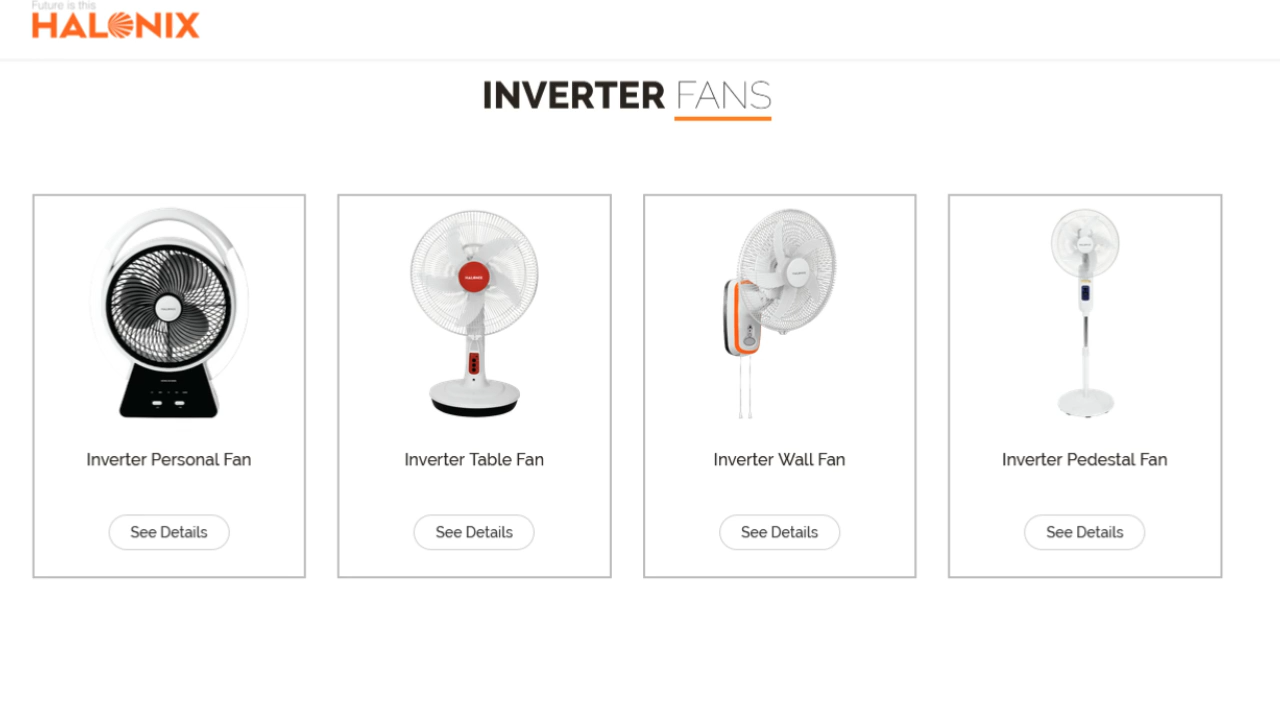 Future is this
HALONIX
INVERTER FANS
HALONIX
Inverter Personal Fan
Inverter Table Fan
Inverter Wall Fan
Inverter Pedestal Fan
See Details
See Details
See Details
See Details